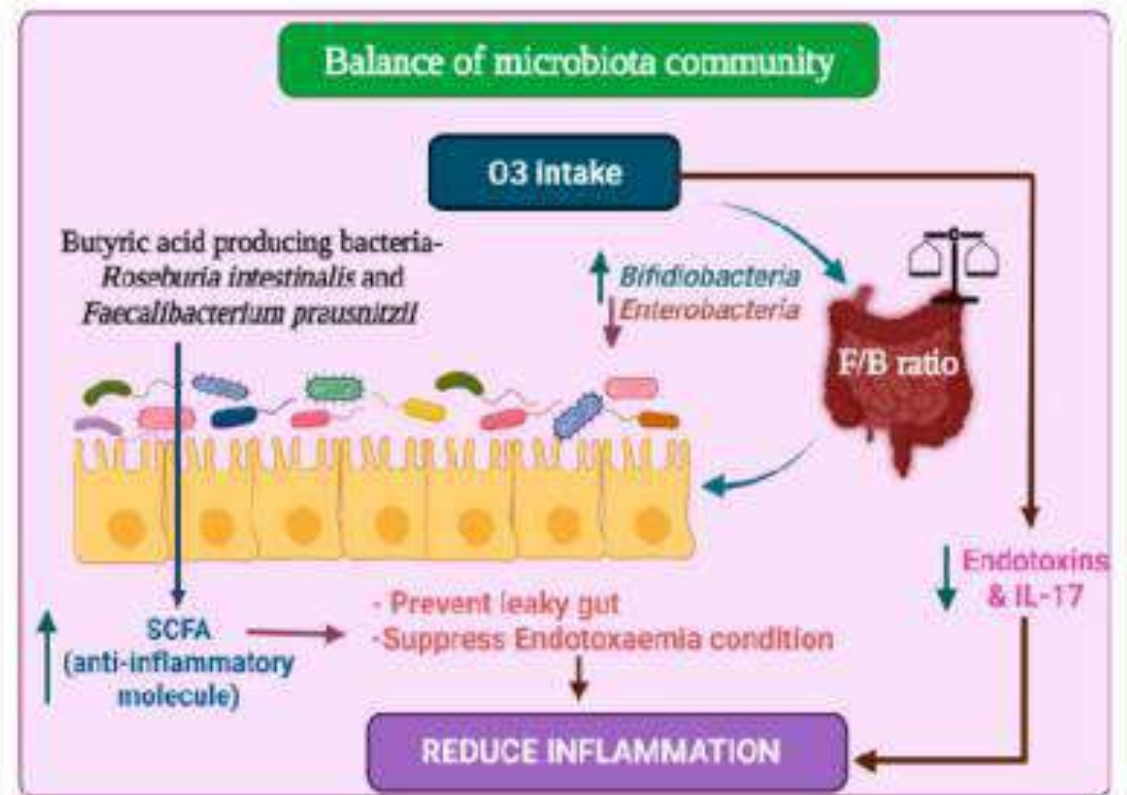 Balance of microbiota community
O3 intake
Butyric acid producing bacteria-
Roseburia intestinalis and
Faecalibacterium prausnitzii
Bifidiobacteria
Enterobacteria
F/B ratio
Endotoxins
& IL-17
- Prevent leaky gut
-Suppress Endotoxaemia condition
SCFA
(anti-inflammatory
molecule)
REDUCE INFLAMMATION